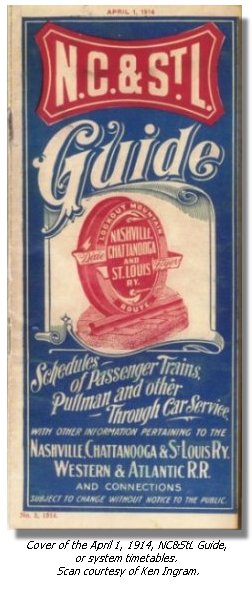 APRIL 1, 1914
N.C.&ST.L.
Guide
LOOKOUT MOUNTAIN
NASHVILLE,
CHATTANOOGA
Dixie AND Flyer
ST. LOUIS
RY.
ROUTE
Schedules
of Passenger Trains,
Pullman and other
Through Car Service,
WITH OTHER INFORMATION PERTAINING TO THE
NASHVILLE, CHATTANOOGA & ST LOUIS RY.
WESTERN & ATLANTIC R.R.
AND CONNECTIONS
SUBJECT TO CHANGE WITHOUT NOTICE TO THE PUBLIC.
No. 2, 1914.
Cover of the April 1, 1914, NC&StL Guide,
or system timetables.
Scan courtesy of Ken Ingram.